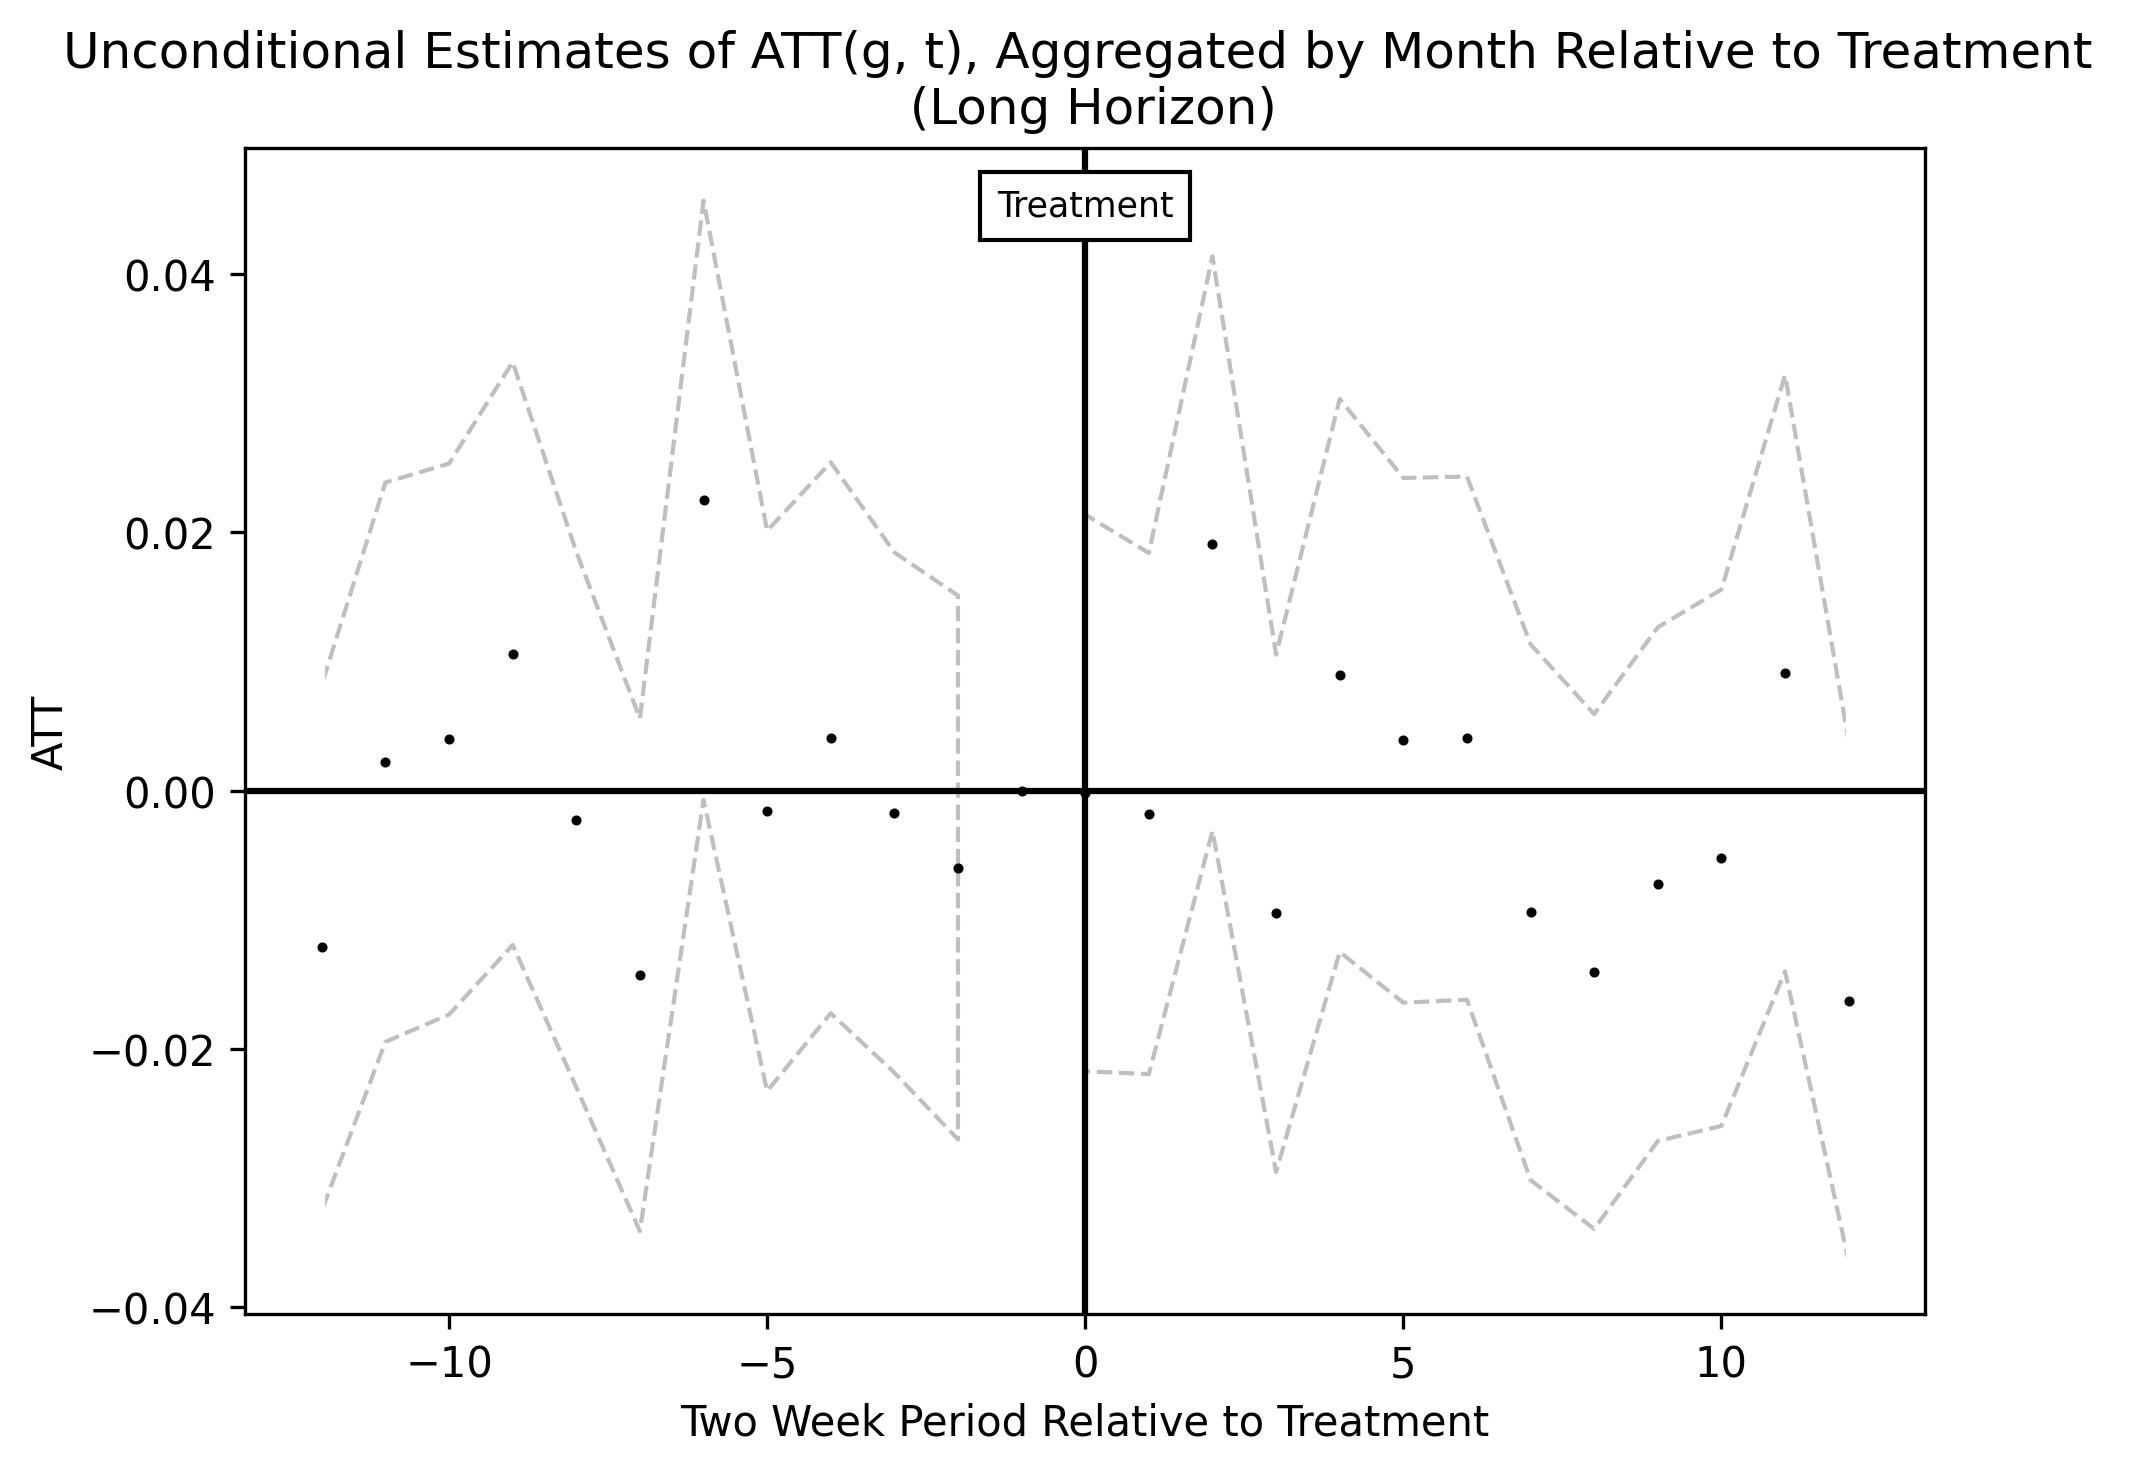 Unconditional Estimates of ATT(g, t), Aggregated by Month Relative to Treatment
(Long Horizon)
Treatment
0.04
0.02
0.00
−0.02
−0.04
ATT
−10
−5
0
5
10
Two Week Period Relative to Treatment